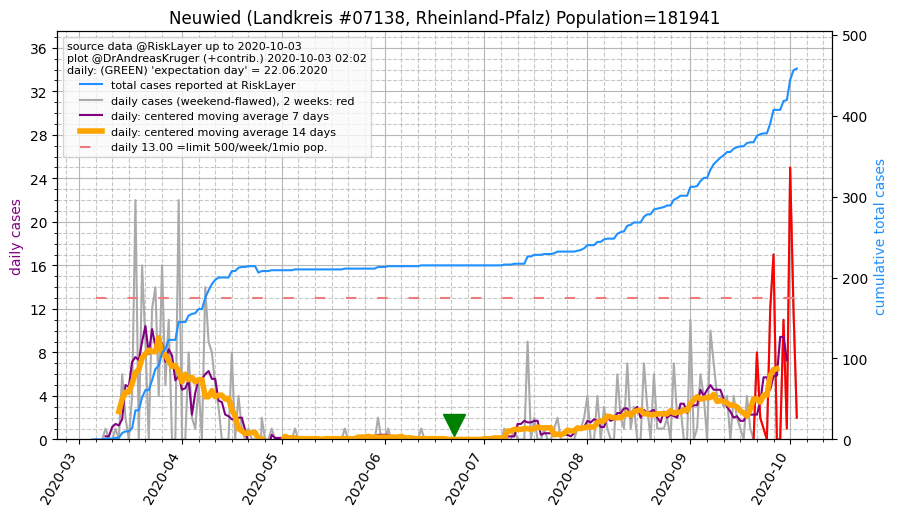 Neuwied (Landkreis #07138, Rheinland-Pfalz) Population=181941
source data @RiskLayer up to 2020-10-03
plot @DrAndreasKruger (+contrib.) 2020-10-03 02:02
daily: (GREEN) 'expectation day' = 22.06.2020
total cases reported at RiskLayer
daily cases (weekend-flawed), 2 weeks: red
daily: centered moving average 7 days
daily: centered moving average 14 days
daily 13.00 =limit 500/week/1mio pop.
daily cases
36
32
28
24
20
16
12
8
4
0
cumulative total cases
500
400
300
200
100
0
2020-03
2020-04
2020-05
2020-06
2020-07
2020-08
2020-09
2020-10